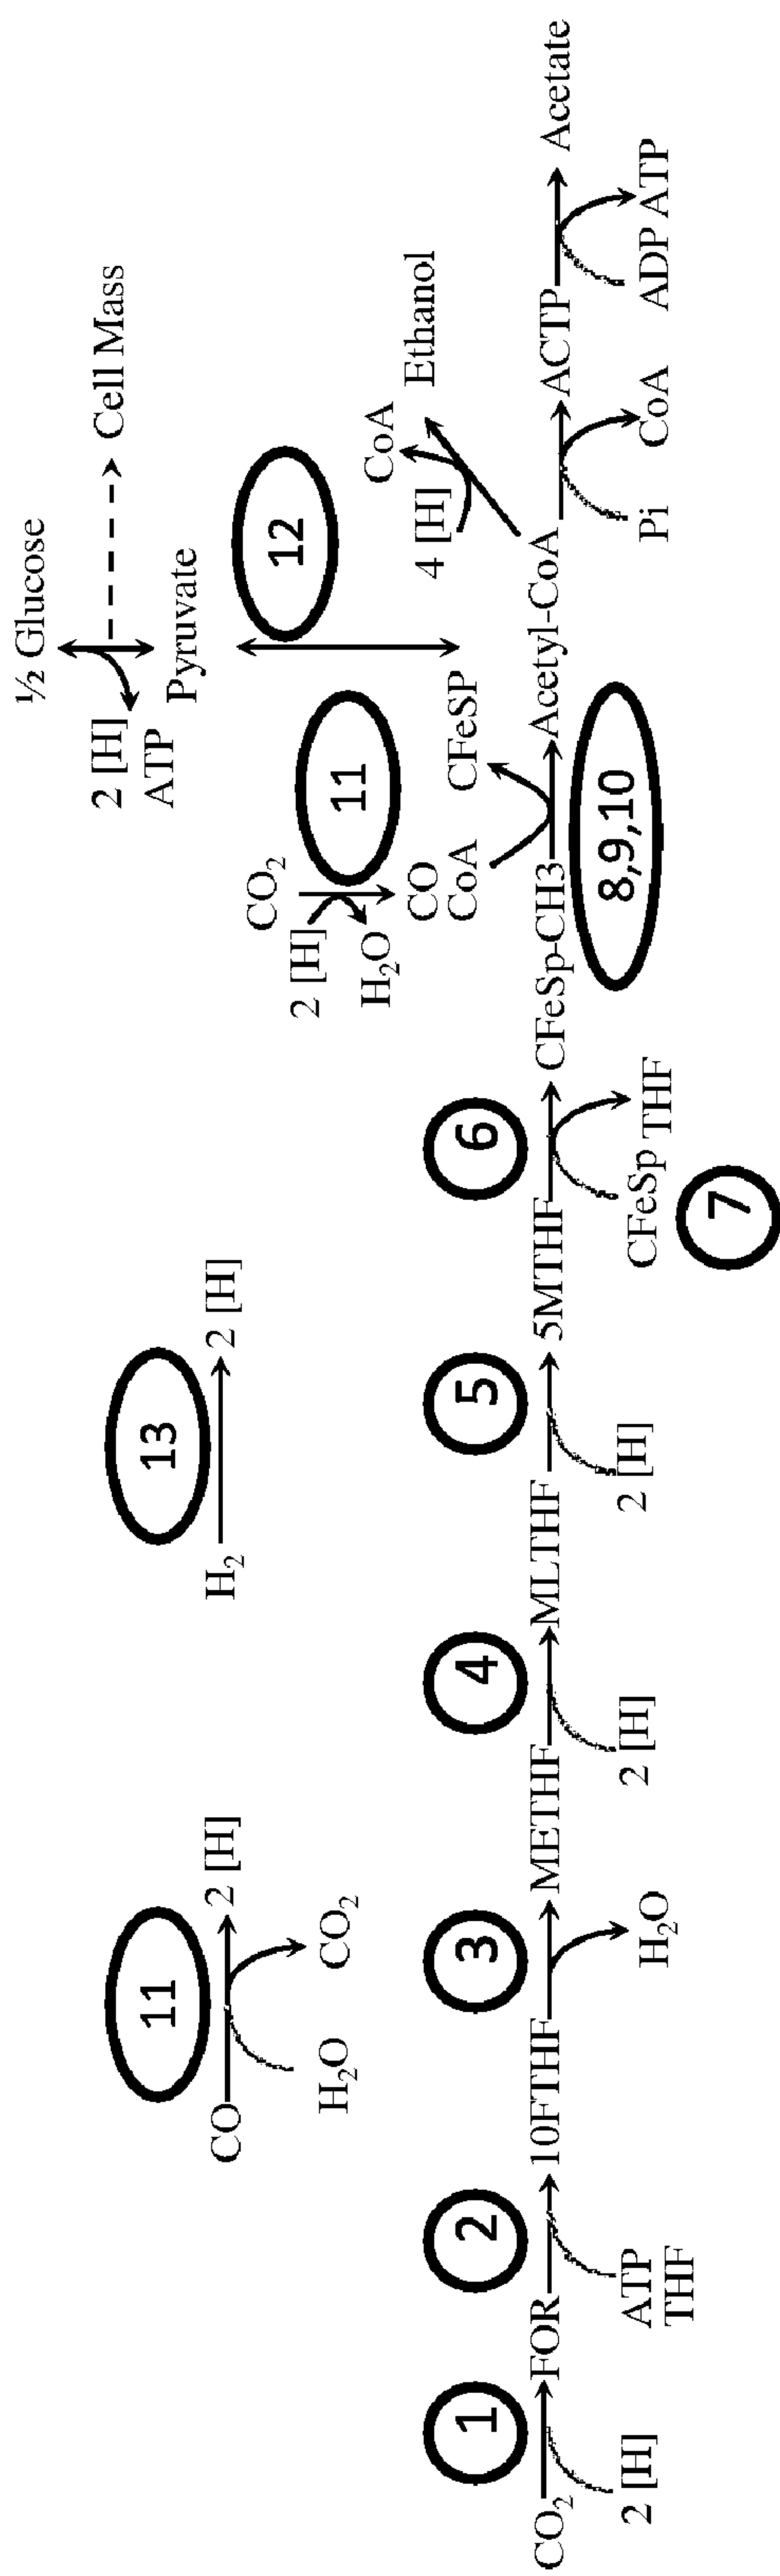 ½ Glucose
2 [H]
ATP
Cell Mass
Pyruvate
12
11
CO
2 [H]
H₂O
CO₂
13
H₂
2 [H]
CO₂
2 [H]
H₂O
11
CO
CoA
CFeSP
4 [H]
CoA
Ethanol
1
2
3
4
5
6
CO₂
FOR
10FTHF
METHF
MLTHF
5MTHF
CFeSp-CH3
Acetyl-CoA
ACTP
Acetate
2 [H]
ATP
THF
H₂O
2 [H]
2 [H]
CFeSp
THF
7
8,9,10
Pi
CoA
ADP
ATP